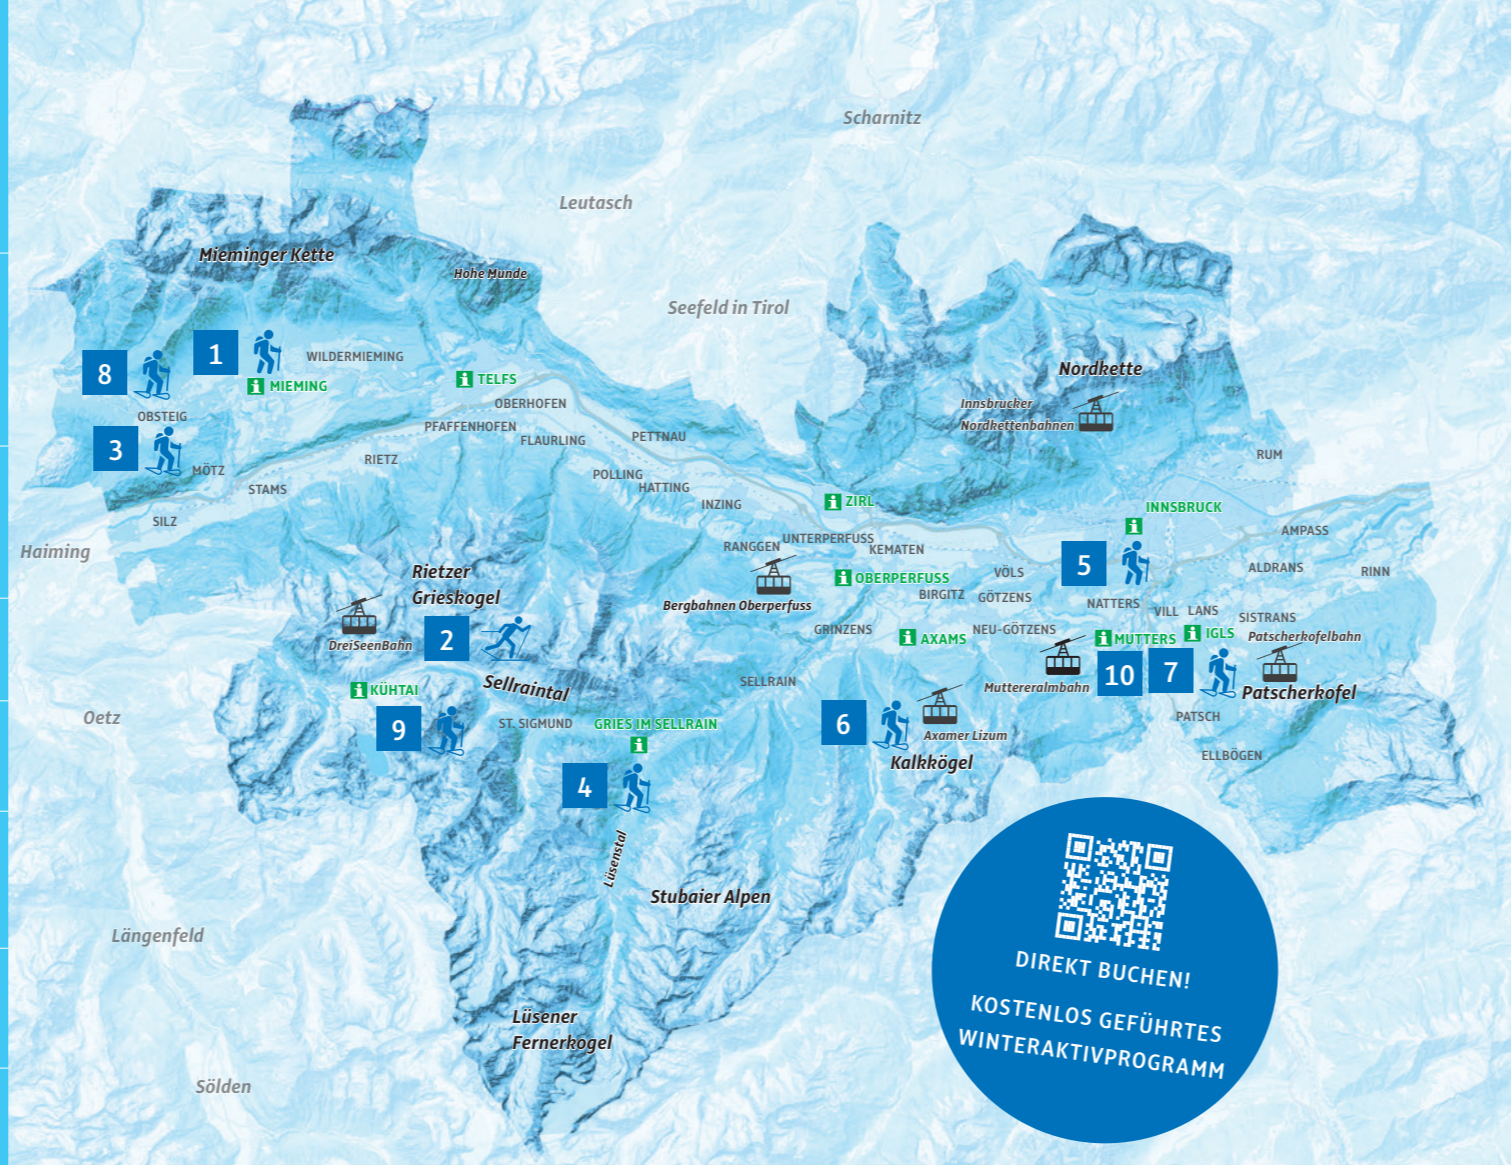 Scharnitz
Leutasch
Mieminger Kette
Hohe Munde
Seefeld in Tirol
1
8
WILDERMIEMING
i MIEMING
i TELFS
Nordkette
Innsbrucker
Nordkettenbahnen
OBSTEIG
OBERHOFEN
PFAFFENHOFEN
FLAURLING
PETTNAU
3
MÖTZ
RIETZ
STAMS
POLLING
HATTING
INZING
RUM
SILZ
i ZIRL
INNSBRUCK
i
Haiming
UNTERPERFUSS
RANGGEN
KEMATEN
AMPASS
5
Rietzer
Grieskogel
i OBERPERFUSS
VÖLS
ALDRANS
RINN
Bergbahnen Oberperfuss
BIRGITZ
GÖTZENS
NATTERS
VILL
LANS
SISTRANS
DreiSeenBahn
2
GRINZENS
i AXAMS
NEU-GÖTZENS
i MUTTERS
i IGLS
Patscherkofelbahn
Sellraintal
i KÜHTAI
SELLRAIN
Muttereralmbahn
10
7
Patscherkofel
Oetz
9
ST. SIGMUND
GRIES IM SELLRAIN
i
6
Axamer Lizum
Kalkkögel
PATSCH
ELLBÖGEN
4
Lüsenstal
Stubaier Alpen
Längenfeld
Lüsener
Fernerkogel
Sölden
DIREKT BUCHEN!
KOSTENLOS GEFÜHRTES
WINTERAKTIVPROGRAMM